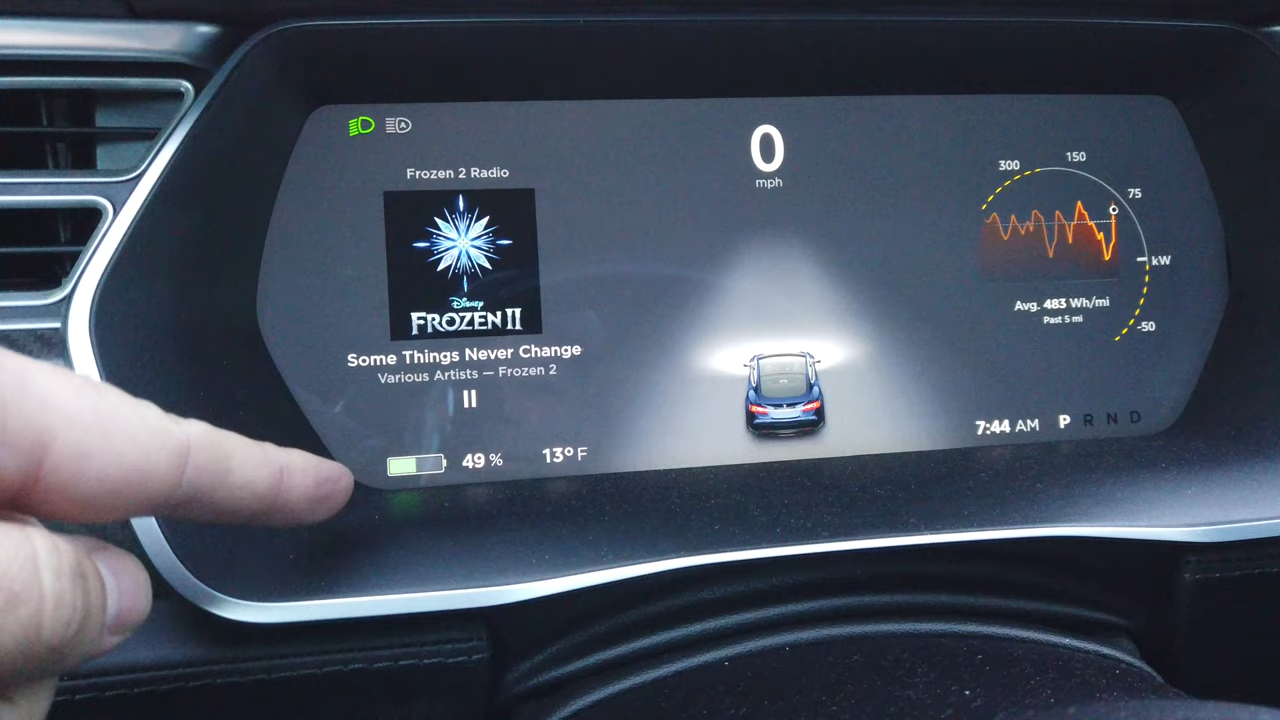 0
mph
Frozen 2 Radio
Disney
FROZEN II
Some Things Never Change
Various Artists — Frozen 2
49 %
13° F
300
150
75
kW
-50
Avg. 483 Wh/mi
Past 5 mi
7:44 AM
P R N D